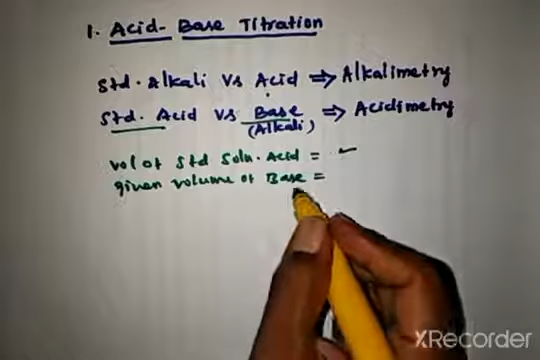 1. Acid-Base Titration
Std. Alkali Vs Acid ⇒ Alkalimetry
Std. Acid vs Base ⇒ Acidimetry
(Alkali)
vol of std soln. Acid = ✓
given volume of Base =
XRecorder